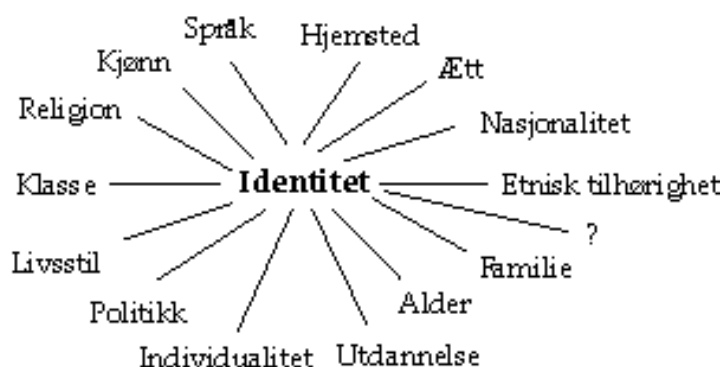 Språk
Hjemsted
Kjønn
Ætt
Religion
Nasjonalitet
Klasse
Identitet
Etnisk tilhørighet
?
Livsstil
Familie
Politikk
Alder
Individualitet
Utdannelse